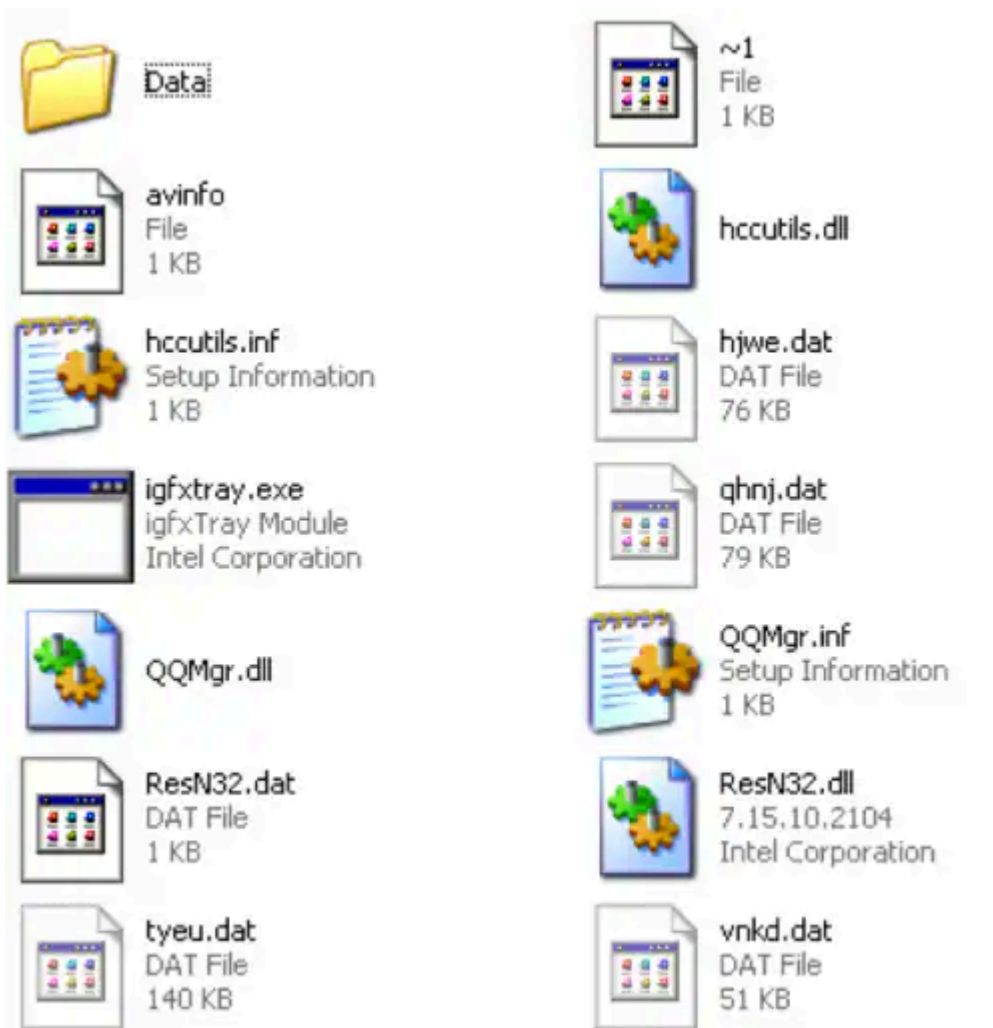 Data
~1
File
1 KB
avinfo
File
1 KB
hccutils.dll
hccutils.inf
Setup Information
1 KB
hjwe.dat
DAT File
76 KB
igfxtray.exe
igfxTray Module
Intel Corporation
qhnj.dat
DAT File
79 KB
QQMgr.dll
QQMgr.inf
Setup Information
1 KB
ResN32.dat
DAT File
1 KB
ResN32.dll
7.15.10.2104
Intel Corporation
tyeu.dat
DAT File
140 KB
vnkd.dat
DAT File
51 KB